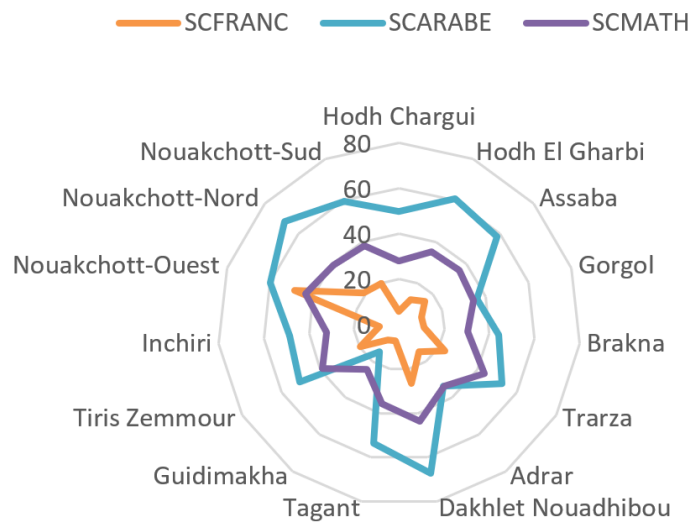 SCFRANC SCARABE SCMATH
Hodh Chargui
80
Nouakchott-Sud Hodh El Gharbi
60
Nouakchott-Nord Assaba
40
Nouakchott-Ouest Gorgol
20
0
Inchiri Brakna
Tiris Zemmour Trarza
Guidimakha Adrar
Tagant Dakhlet Nouadhibou